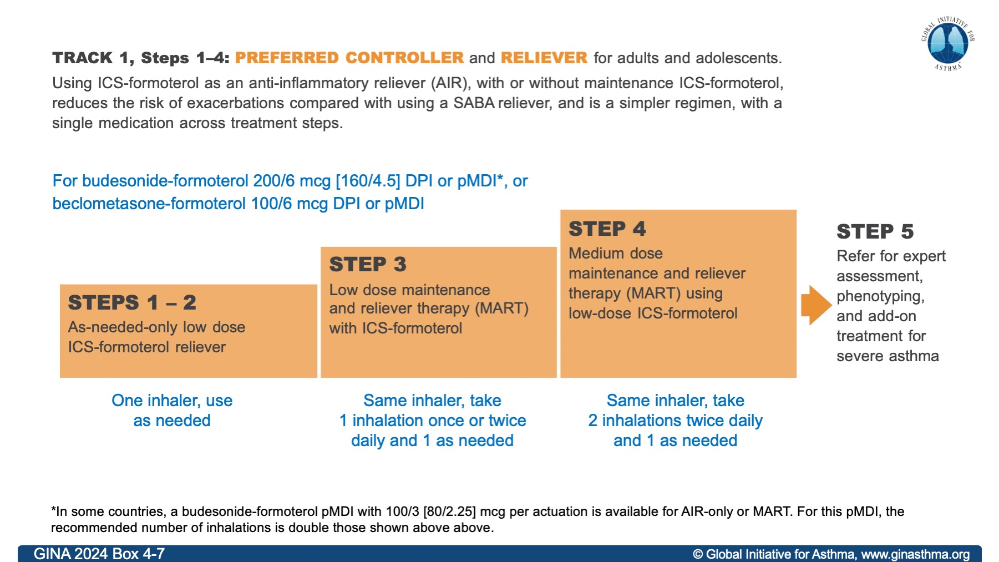 GLOBAL INITIATIVE FOR
ASTHMA
TRACK 1, Steps 1–4: PREFERRED CONTROLLER and RELIEVER for adults and adolescents.
Using ICS-formoterol as an anti-inflammatory reliever (AIR), with or without maintenance ICS-formoterol,
reduces the risk of exacerbations compared with using a SABA reliever, and is a simpler regimen, with a
single medication across treatment steps.
For budesonide-formoterol 200/6 mcg [160/4.5] DPI or pMDI*, or
beclometasone-formoterol 100/6 mcg DPI or pMDI
STEPS 1 – 2
As-needed-only low dose
ICS-formoterol reliever
One inhaler, use
as needed
STEP 3
Low dose maintenance
and reliever therapy (MART)
with ICS-formoterol
Same inhaler, take
1 inhalation once or twice
daily and 1 as needed
STEP 4
Medium dose
maintenance and reliever
therapy (MART) using
low-dose ICS-formoterol
Same inhaler, take
2 inhalations twice daily
and 1 as needed
STEP 5
Refer for expert
assessment,
phenotyping,
and add-on
treatment for
severe asthma
*In some countries, a budesonide-formoterol pMDI with 100/3 [80/2.25] mcg per actuation is available for AIR-only or MART. For this pMDI, the
recommended number of inhalations is double those shown above above.
GINA 2024 Box 4-7
© Global Initiative for Asthma, www.ginasthma.org